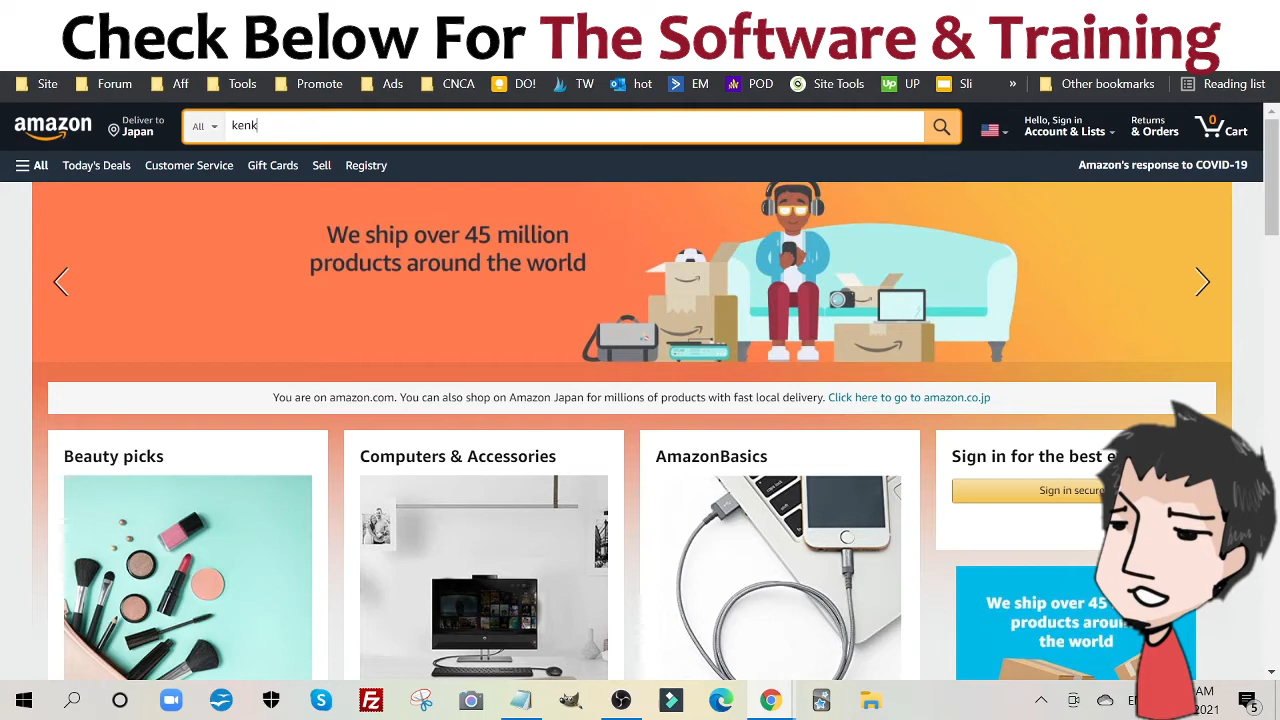 Check Below For The Software & Training
Site Forum Aff Tools Promote Ads CNCA DO! TW hot EM POD Site Tools UP Sli » Other bookmarks Reading list
amazon
Deliver to
Japan
All
kenk
Hello, Sign in
Account & Lists
Returns
& Orders
0
Cart
All Today's Deals Customer Service Gift Cards Sell Registry Amazon's response to COVID-19
We ship over 45 million
products around the world
You are on amazon.com. You can also shop on Amazon Japan for millions of products with fast local delivery. Click here to go to amazon.co.jp
Beauty picks
Computers & Accessories
AmazonBasics
Sign in for the best e
Sign in secure
We ship over 45
products arou
the world
Fz
AM
2021
5